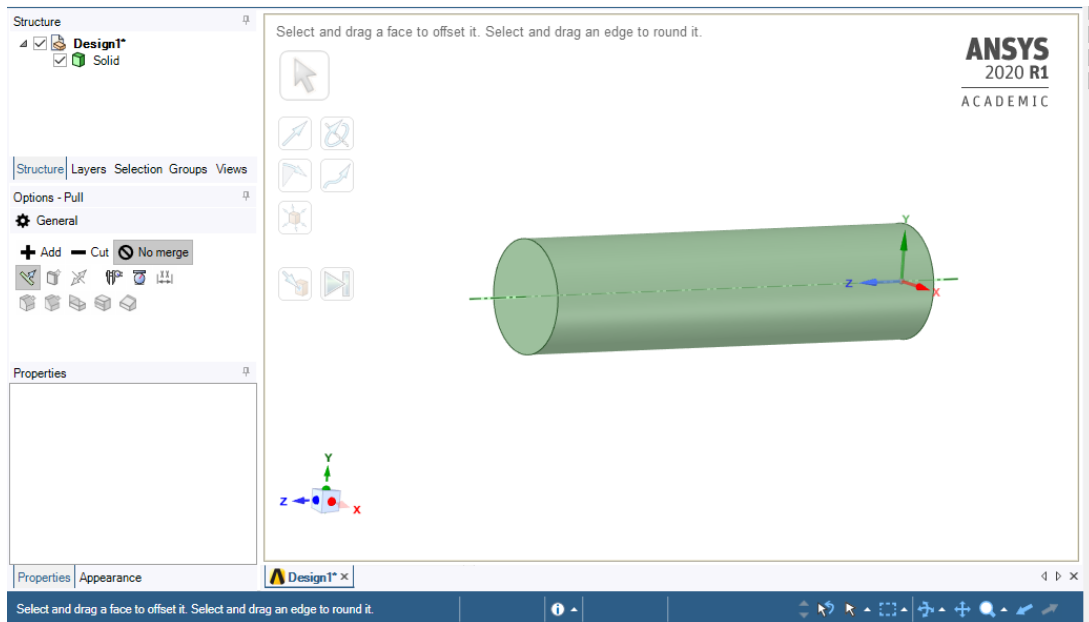 Structure
Design1*
Solid
Structure Layers Selection Groups Views
Options - Pull
General
Add Cut No merge
Properties
Properties Appearance
Select and drag a face to offset it. Select and drag an edge to round it.
ANSYS
2020 R1
ACADEMIC
Y
Z
X
Y
Z
X
Design1*
Select and drag a face to offset it. Select and drag an edge to round it.